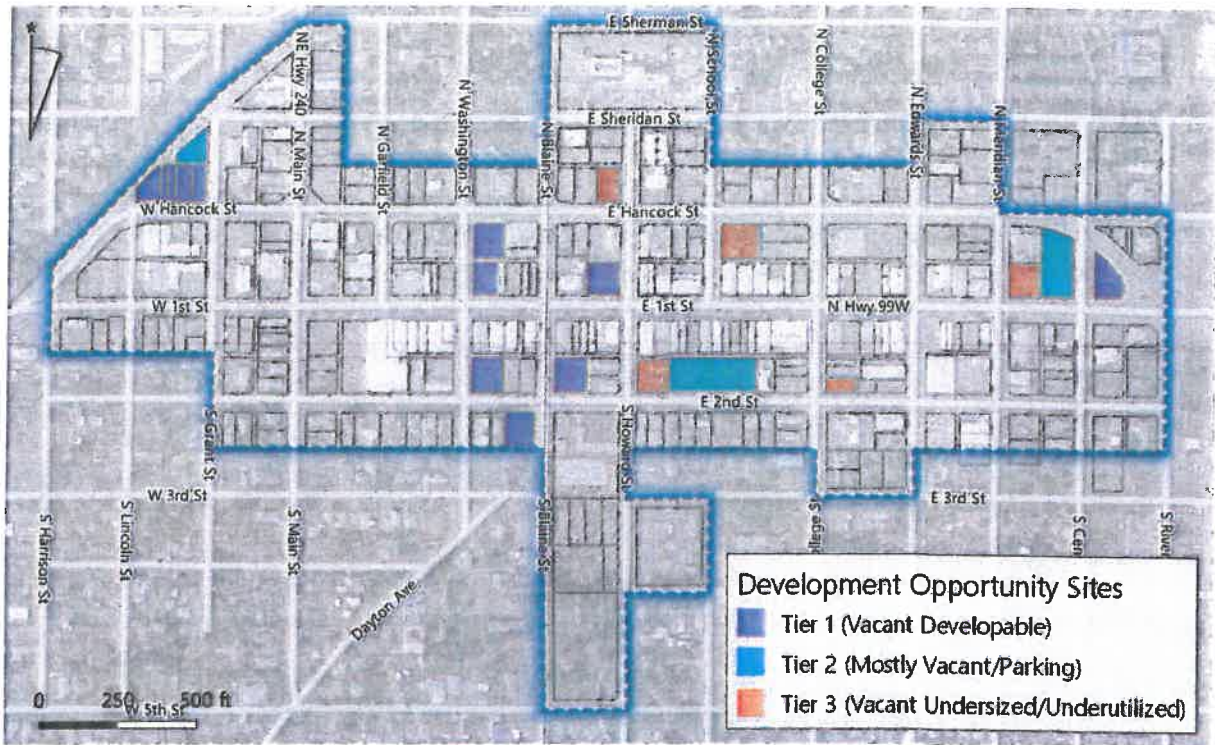 E Sherman St
NE Hwy 240
N Main St
N Garfield St
N Washington St
N Blaine St
N School St
N College St
N Edwards St
N Meridian St
E Sheridan St
W Hancock St
E Hancock St
W 1st St
E 1st St
N Hwy 99W
E 2nd St
S Grant St
S Howard St
W 3rd St
E 3rd St
S Harrison St
S Lincoln St
S Main St
S Blaine St
S Cen
S River
Dayton Ave.
Development Opportunity Sites
Tier 1 (Vacant Developable)
Tier 2 (Mostly Vacant/Parking)
Tier 3 (Vacant Undersized/Underutilized)
0 250 500 ft
W 5th St